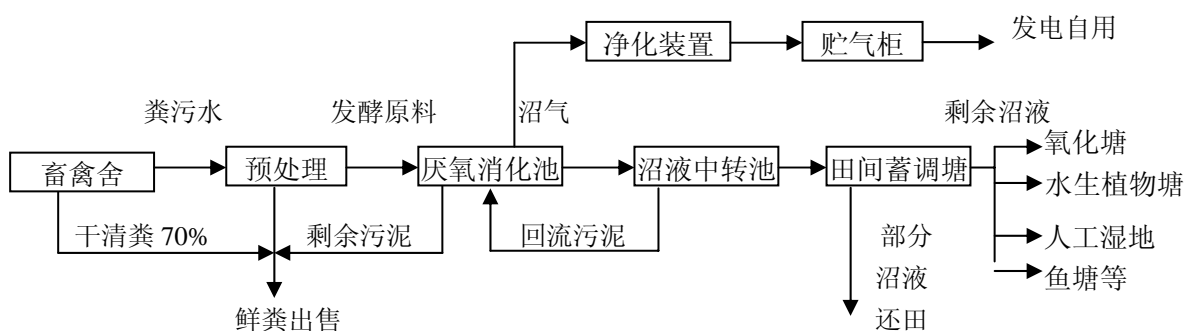 净化装置
贮气柜
发电自用
粪污水
发酵原料
沼气
剩余沼液
畜禽舍
预处理
厌氧消化池
沼液中转池
田间蓄调塘
氧化塘
水生植物塘
人工湿地
鱼塘等
干清粪 70%
剩余污泥
回流污泥
部分
沼液
还田
鲜粪出售